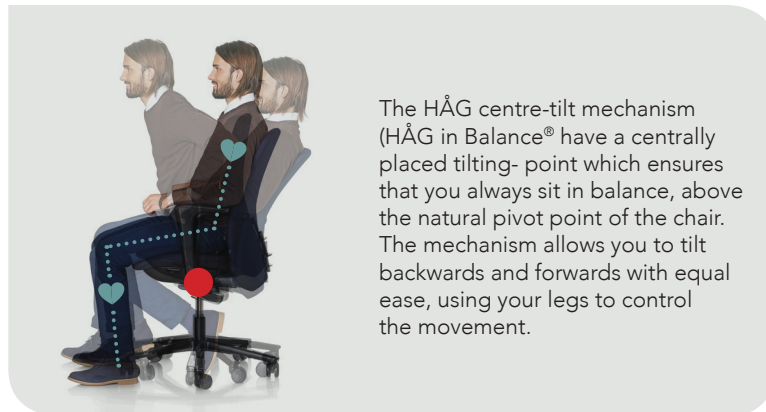 The HÅG centre-tilt mechanism
(HÅG in Balance® have a centrally
placed tilting- point which ensures
that you always sit in balance, above
the natural pivot point of the chair.
The mechanism allows you to tilt
backwards and forwards with equal
ease, using your legs to control
the movement.